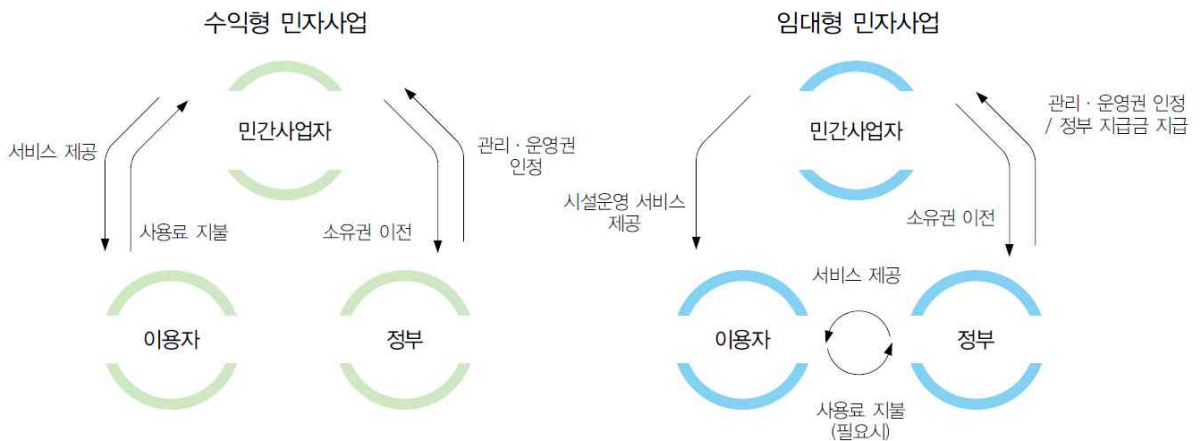 수익형 민자사업
민간사업자
서비스 제공
관리 · 운영권
인정
사용료 지불
소유권 이전
이용자
정부
임대형 민자사업
민간사업자
관리 · 운영권 인정
/ 정부 지급금 지급
시설운영 서비스
제공
소유권 이전
서비스 제공
이용자
정부
사용료 지불
(필요시)